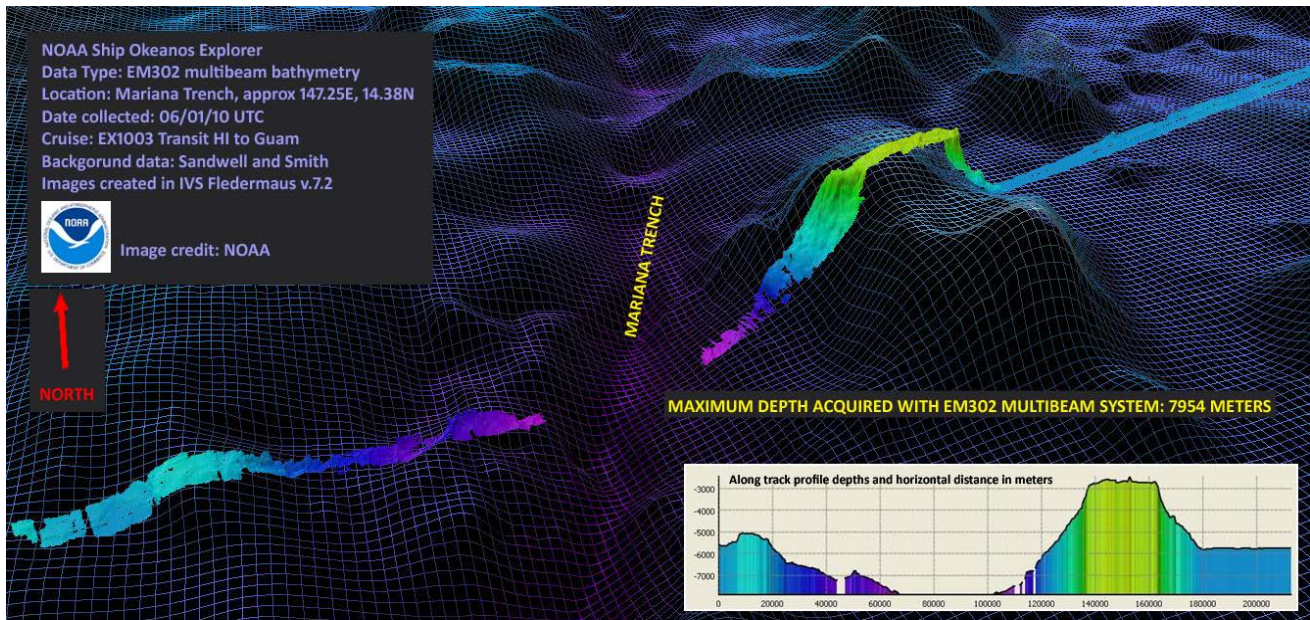 NOAA Ship Okeanos Explorer
Data Type: EM302 multibeam bathymetry
Location: Mariana Trench, approx 147.25E, 14.38N
Date collected: 06/01/10 UTC
Cruise: EX1003 Transit HI to Guam
Backgorund data: Sandwell and Smith
Images created in IVS Fledermaus v.7.2
NOAA
Image credit: NOAA
NORTH
MARIANA TRENCH
MAXIMUM DEPTH ACQUIRED WITH EM302 MULTIBEAM SYSTEM: 7954 METERS
Along track profile depths and horizontal distance in meters
-3000
-4000
-5000
-6000
-7000
0 20000 40000 60000 80000 100000 120000 140000 160000 180000 200000